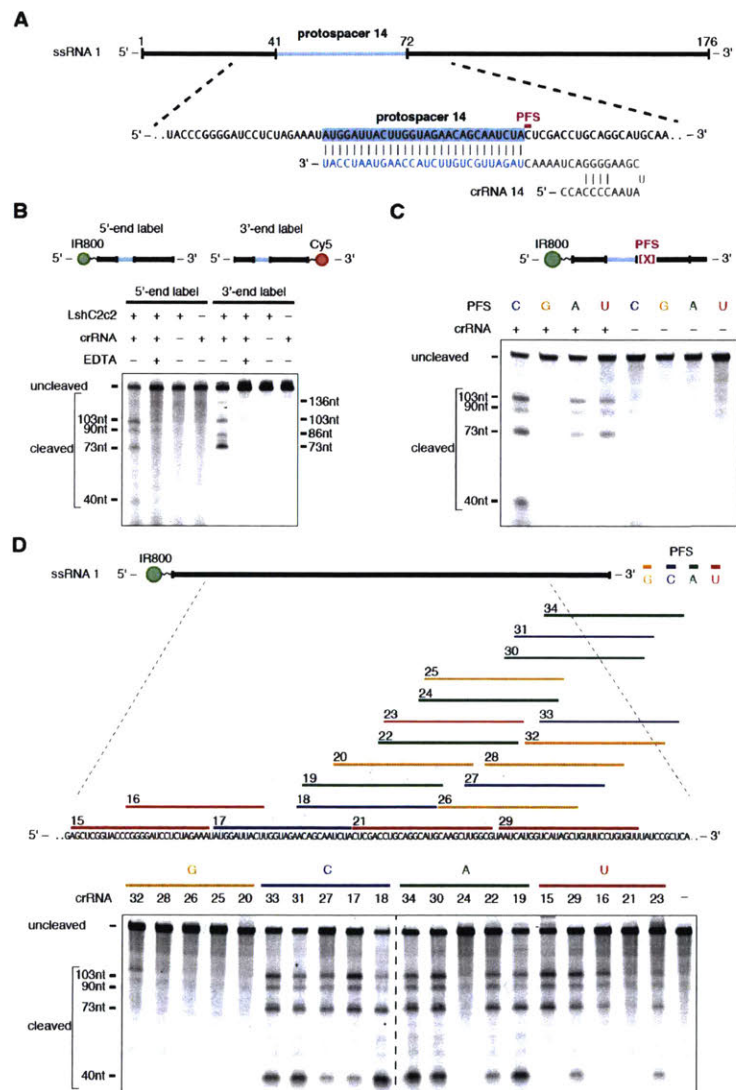 A
protospacer 14
1 41 72 176
ssRNA 1 5' - - 3'
protospacer 14 PFS
5' - ..UACCCGGGGAUCCUCUAGAAAUAUGGAUUACUUGGUAGAACAGCAAUCUACUCGACCUGCAGGCAUGCAA.. - 3'
3'- UACCUAAUGAACCAUCUUGUCGUUAGAUCAAAAUCAGGGGAAGC
U
crRNA 14 5' - CCACCCCAAUA
B
5'-end label 3'-end label
IR800 Cy5
5' - - 3' 5' - - 3'
5'-end label 3'-end label
LshC2c2 + + + - + + + -
crRNA + + - + + + - +
EDTA - + - - - + - -
uncleaved
136nt
103nt 103nt
90nt 86nt
cleaved 73nt 73nt
40nt
C
IR800 PFS
5' - [X] - 3'
PFS C G A U C G A U
crRNA + + + + - - - -
uncleaved
103nt
90nt
cleaved 73nt
40nt
D
IR800
ssRNA 1 5' - - 3'
PFS
G C A U
34
31
30
25
24
23 33
22 32
20 28
19 27
16 18 26
15 17 21 29
5' - ..GAGCUCGGUACCCGGGGAUCCUCUAGAAAUAUGGAUUACUUGGUAGAACAGCAAUCUACUCGACCUGCAGGCAUGCAAGCUUGGCGUAAUCAUGGUCAUAGCUGUUUCCUGUGUUUAUCCGCUCA.. - 3'
G C A U
crRNA 32 28 26 25 20 33 31 27 17 18 34 30 24 22 19 15 29 16 21 23 -
uncleaved
103nt
90nt
73nt
cleaved
40nt